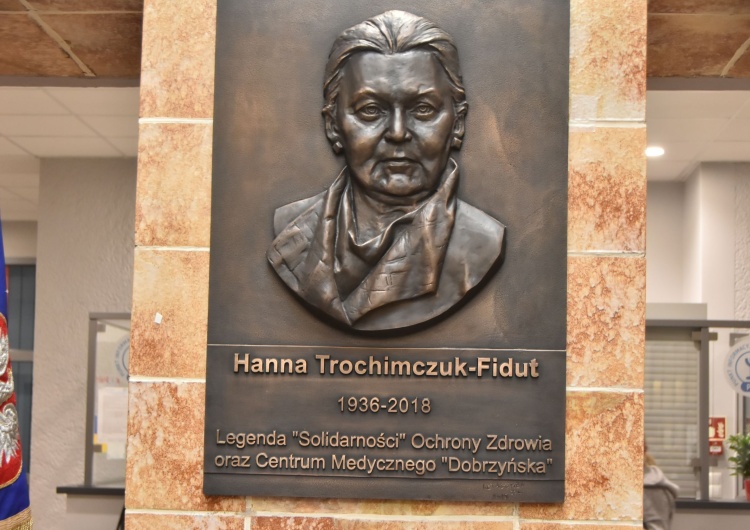 Hanna Trochimczuk-Fidut
1936-2018
Legenda "Solidarności" Ochrony Zdrowia
oraz Centrum Medycznego "Dobrzyńska"